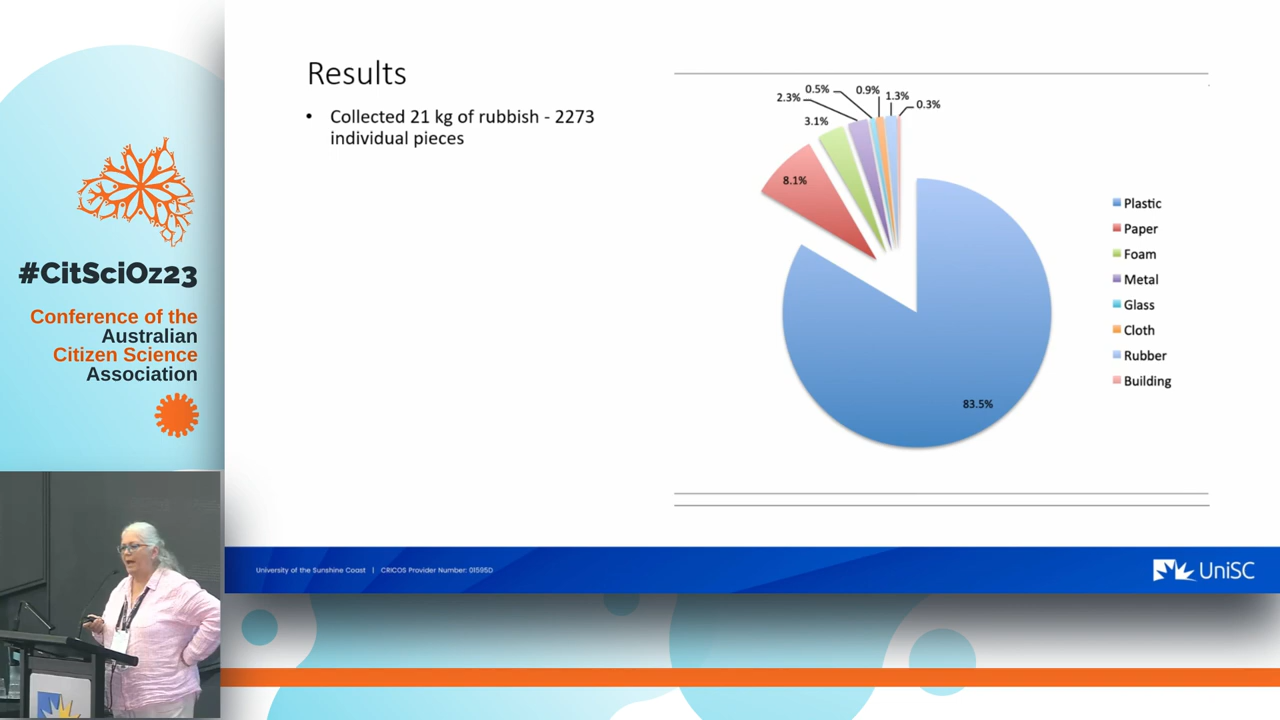 #CitSciOz23
Conference of the
Australian
Citizen Science
Association
Results
• Collected 21 kg of rubbish - 2273
individual pieces
2.3%
0.5%
0.9%
1.3%
0.3%
3.1%
8.1%
83.5%
Plastic
Paper
Foam
Metal
Glass
Cloth
Rubber
Building
University of the Sunshine Coast | CRICOS Provider Number: 01595D
UniSC